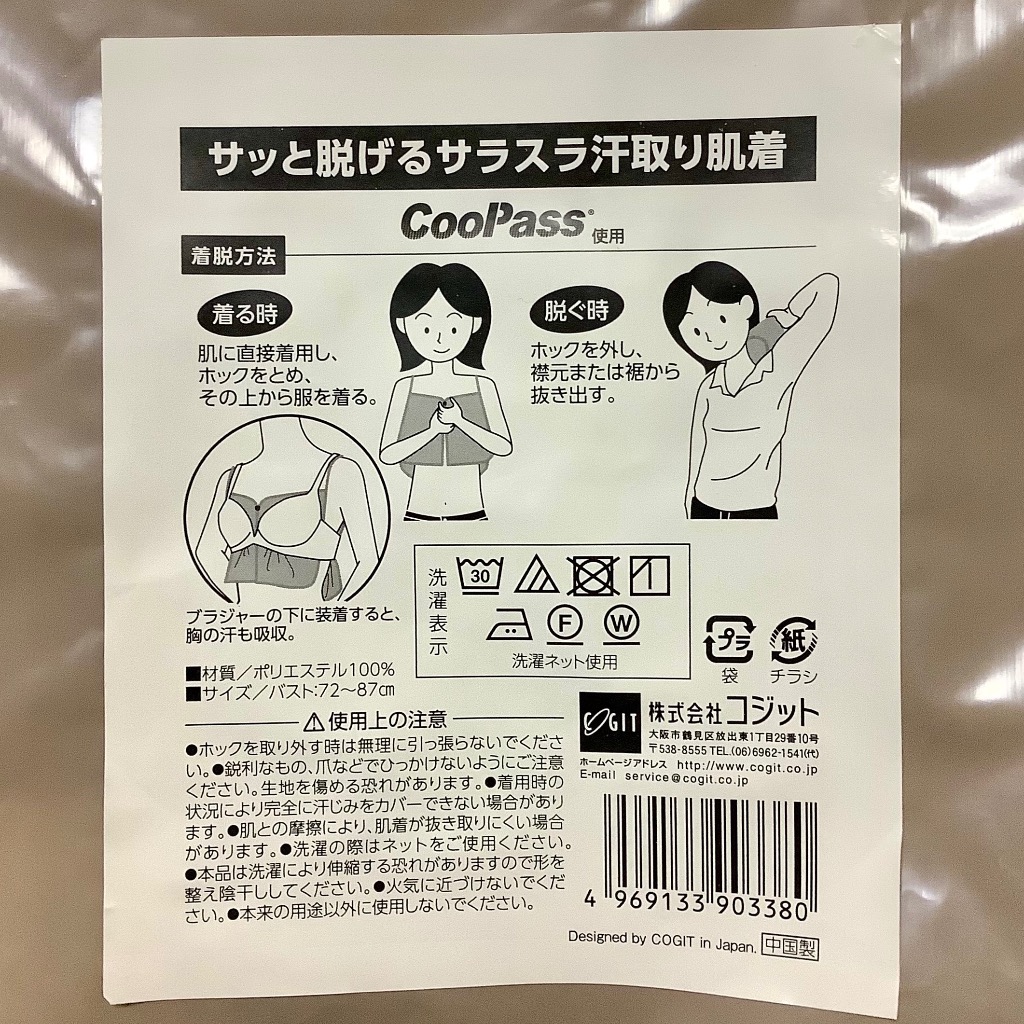 サッと脱げるサラスラ汗取り肌着
CooPass® 使用
着脱方法
着る時
肌に直接着用し、
ホックをとめ、
その上から服を着る。
脱ぐ時
ホックを外し、
襟元または裾から
抜き出す。
ブラジャーの下に装着すると、
胸の汗も吸収。
洗濯表示
30
F W
洗濯ネット使用
プラ 紙
袋 チラシ
■材質／ポリエステル100%
■サイズ／バスト:72〜87㎝
⚠使用上の注意
●ホックを取り外す時は無理に引っ張らないでくださ
い。●鋭利なもの、爪などでひっかけないようにご注意
ください。生地を傷める恐れがあります。●着用時の
状況により完全に汗じみをカバーできない場合があり
ます。●肌との摩擦により、肌着が抜き取りにくい場合
があります。●洗濯の際はネットをご使用ください。
●本品は洗濯により伸縮する恐れがありますので形を
整え陰干ししてください。●火気に近づけないでくだ
さい。●本来の用途以外に使用しないでください。
COGIT 株式会社コジット
大阪市鶴見区放出東1丁目29番10号
〒538-8555 TEL.(06)6962-1541(代)
ホームページアドレス http://www.cogit.co.jp
E-mail service@cogit.co.jp
4 969133 903380
Designed by COGIT in Japan. 中国製